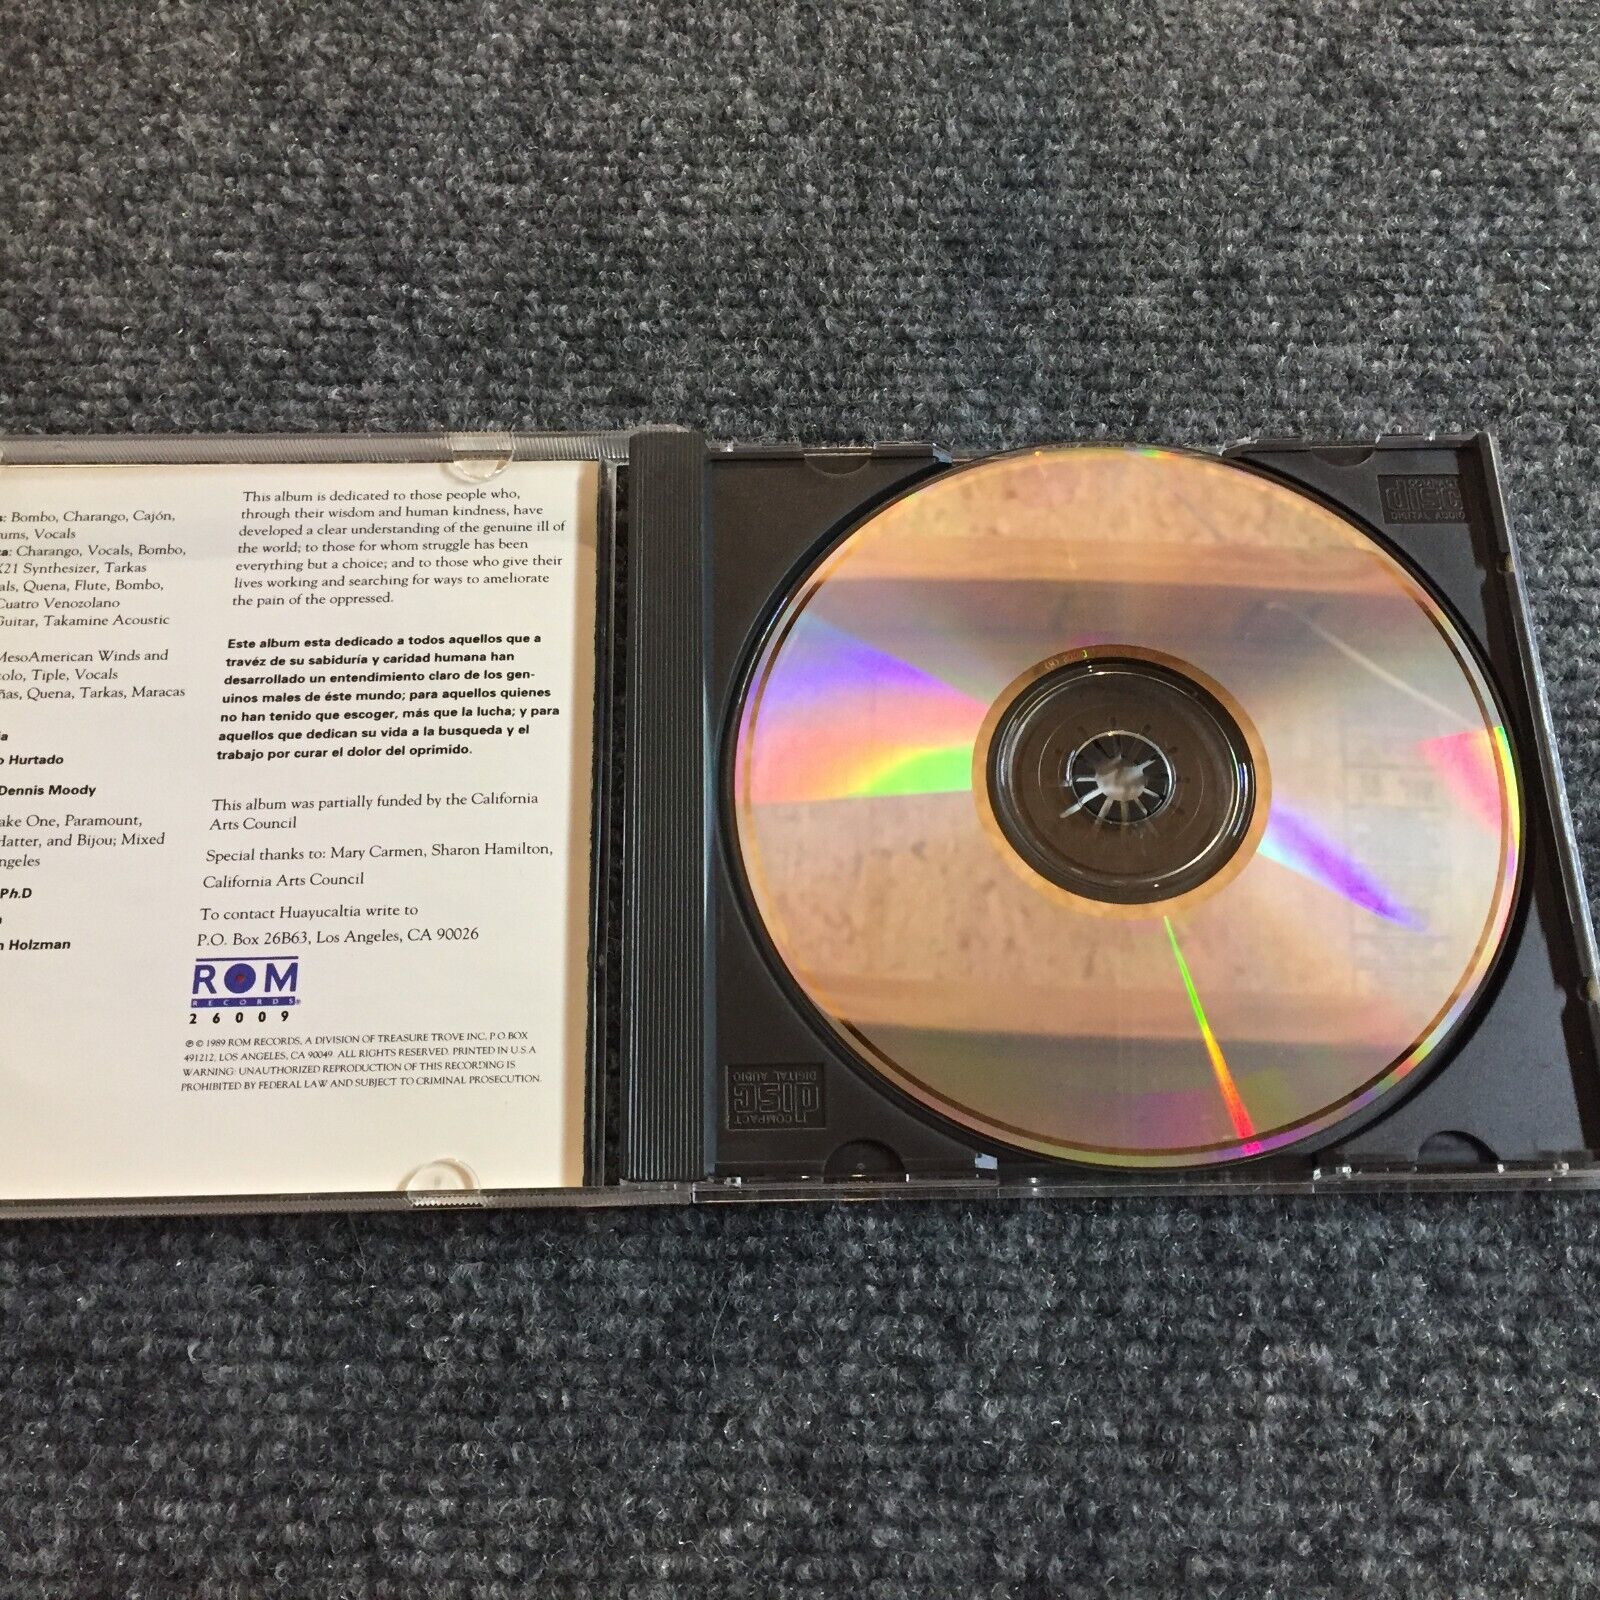 Bombo, Charango, Cajón,
Vocals
Charango, Vocals, Bombo,
Synthesizer, Tarkas
Quena, Flute, Bombo,
Cuatro Venozolano
Guitar, Takamine Acoustic
MesoAmerican Winds and
Tiple, Vocals
Quena, Tarkas, Maracas
Hurtado
Dennis Moody
One, Paramount,
Hatter, and Bijou; Mixed
Ph.D
Holzman
This album is dedicated to those people who,
through their wisdom and human kindness, have
developed a clear understanding of the genuine ill of
the world; to those for whom struggle has been
everything but a choice; and to those who give their
lives working and searching for ways to ameliorate
the pain of the oppressed.
Este album esta dedicado a todos aquellos que a
travéz de su sabiduría y caridad humana han
desarrollado un entendimiento claro de los gen-
uinos males de éste mundo; para aquellos quienes
no han tenido que escoger, más que la lucha; y para
aquellos que dedican su vida a la busqueda y el
trabajo por curar el dolor del oprimido.
This album was partially funded by the California
Arts Council
Special thanks to: Mary Carmen, Sharon Hamilton,
California Arts Council
To contact Huayucaltia write to
P.O. Box 26B63, Los Angeles, CA 90026
ROM
RECORDS®
26009
℗ © 1989 ROM RECORDS, A DIVISION OF TREASURE TROVE INC, P.O. BOX
491212, LOS ANGELES, CA 90049. ALL RIGHTS RESERVED. PRINTED IN U.S.A
WARNING: UNAUTHORIZED REPRODUCTION OF THIS RECORDING IS
PROHIBITED BY FEDERAL LAW AND SUBJECT TO CRIMINAL PROSECUTION.
COMPACT
disc
DIGITAL AUDIO
COMPACT
disc
DIGITAL AUDIO